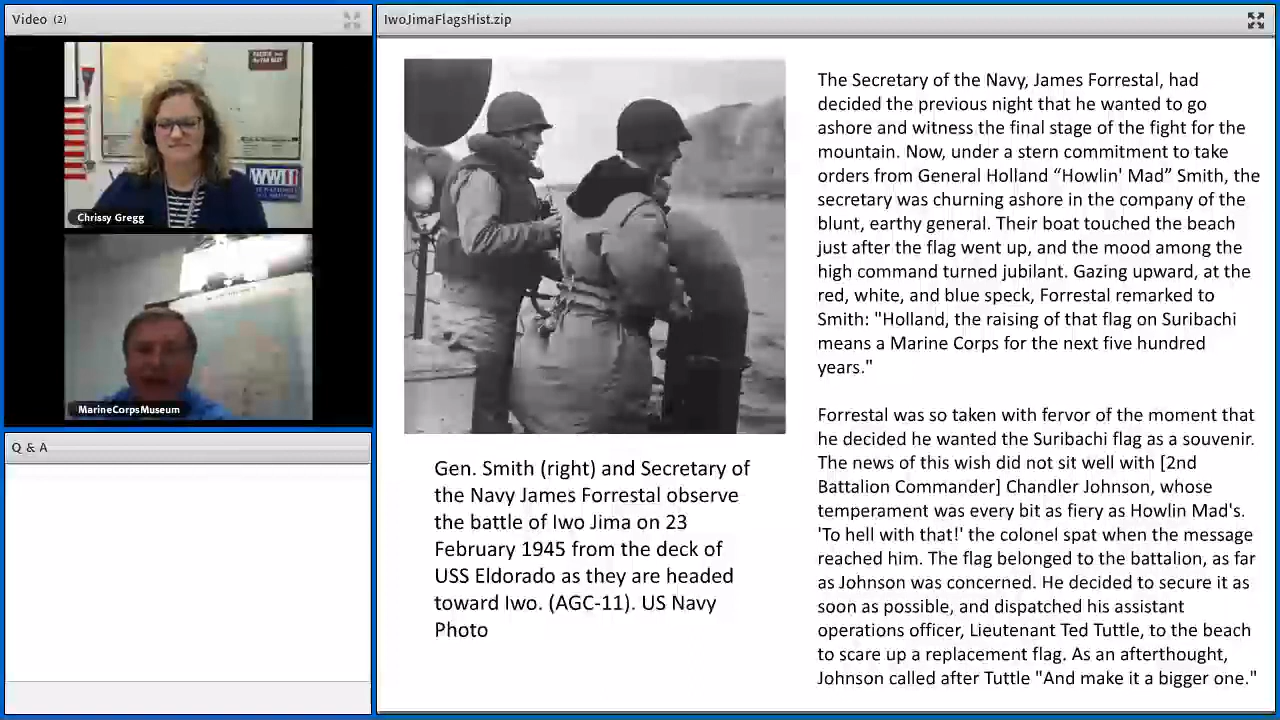 Video (2)
IwoJimaFlagsHist.zip
PACIFIC and
The FAR EAST
WWII
Chrissy Gregg
MarineCorpsMuseum
Q & A
Gen. Smith (right) and Secretary of
the Navy James Forrestal observe
the battle of Iwo Jima on 23
February 1945 from the deck of
USS Eldorado as they are headed
toward Iwo. (AGC-11). US Navy
Photo
The Secretary of the Navy, James Forrestal, had
decided the previous night that he wanted to go
ashore and witness the final stage of the fight for the
mountain. Now, under a stern commitment to take
orders from General Holland “Howlin' Mad” Smith, the
secretary was churning ashore in the company of the
blunt, earthy general. Their boat touched the beach
just after the flag went up, and the mood among the
high command turned jubilant. Gazing upward, at the
red, white, and blue speck, Forrestal remarked to
Smith: "Holland, the raising of that flag on Suribachi
means a Marine Corps for the next five hundred
years."
Forrestal was so taken with fervor of the moment that
he decided he wanted the Suribachi flag as a souvenir.
The news of this wish did not sit well with [2nd
Battalion Commander] Chandler Johnson, whose
temperament was every bit as fiery as Howlin Mad's.
'To hell with that!' the colonel spat when the message
reached him. The flag belonged to the battalion, as far
as Johnson was concerned. He decided to secure it as
soon as possible, and dispatched his assistant
operations officer, Lieutenant Ted Tuttle, to the beach
to scare up a replacement flag. As an afterthought,
Johnson called after Tuttle "And make it a bigger one."